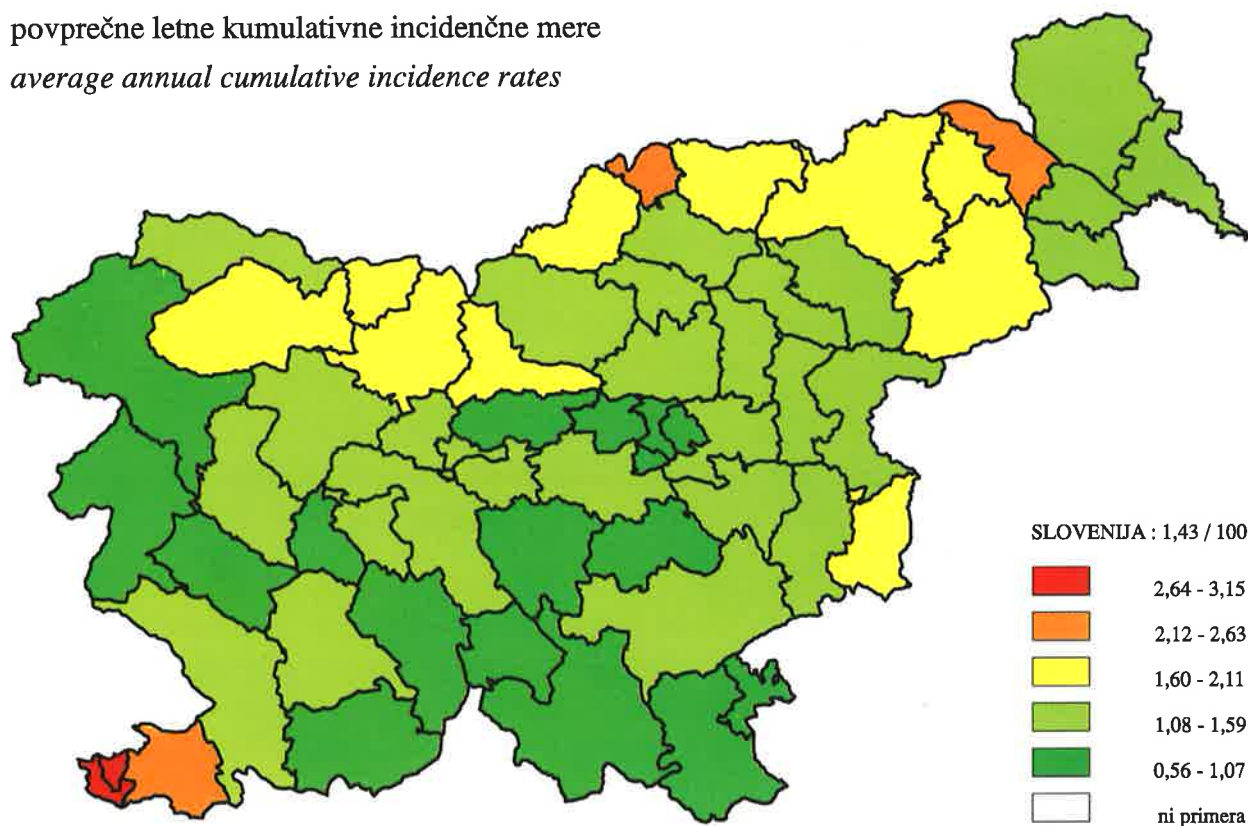 povprečne letne kumulativne incidenčne mere
average annual cumulative incidence rates
SLOVENIJA : 1,43 / 100
2,64 - 3,15
2,12 - 2,63
1,60 - 2,11
1,08 - 1,59
0,56 - 1,07
ni primera